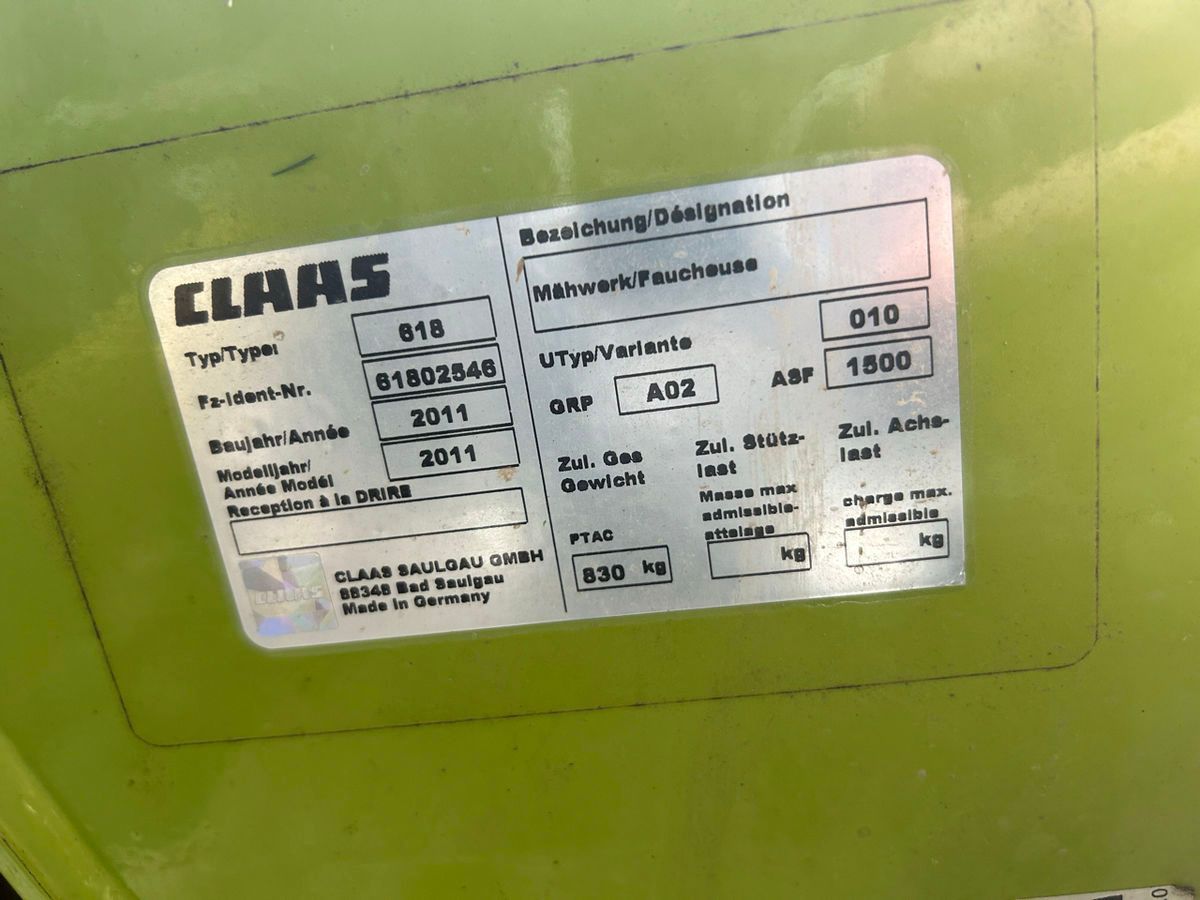 CLAAS
Typ/Type:
618
Fz-Ident-Nr.
61802546
Baujahr/Année
2011
Modelljahr/
Année Modél
2011
Reception à la DRIRE
CLAAS
CLAAS SAULGAU GMBH
88348 Bad Saulgau
Made in Germany
Bezeichung/Désignation
Mähwerk/Faucheuse
UTyp/Variante
010
GRP
A02
ASF
1500
Zul. Ges
Gewicht
PTAC
830 kg
Zul. Stütz-
last
Masse max
admissible-
attelage
kg
Zul. Achs-
last
charge max.
admissible
kg